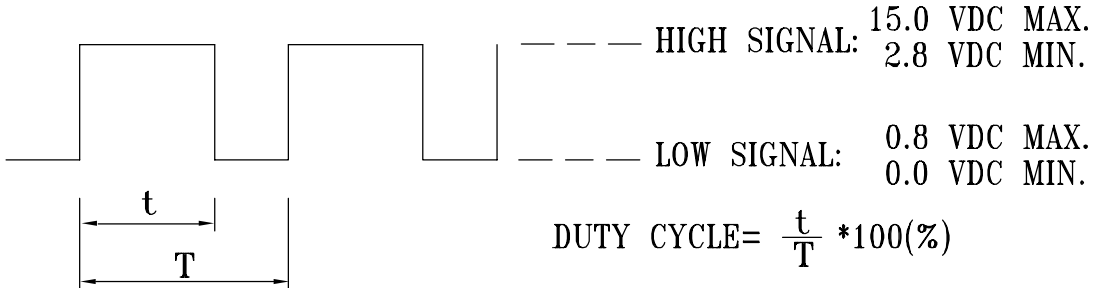 HIGH SIGNAL: 15.0 VDC MAX.
2.8 VDC MIN.
LOW SIGNAL: 0.8 VDC MAX.
0.0 VDC MIN.
t
T
DUTY CYCLE= t/T *100(%)